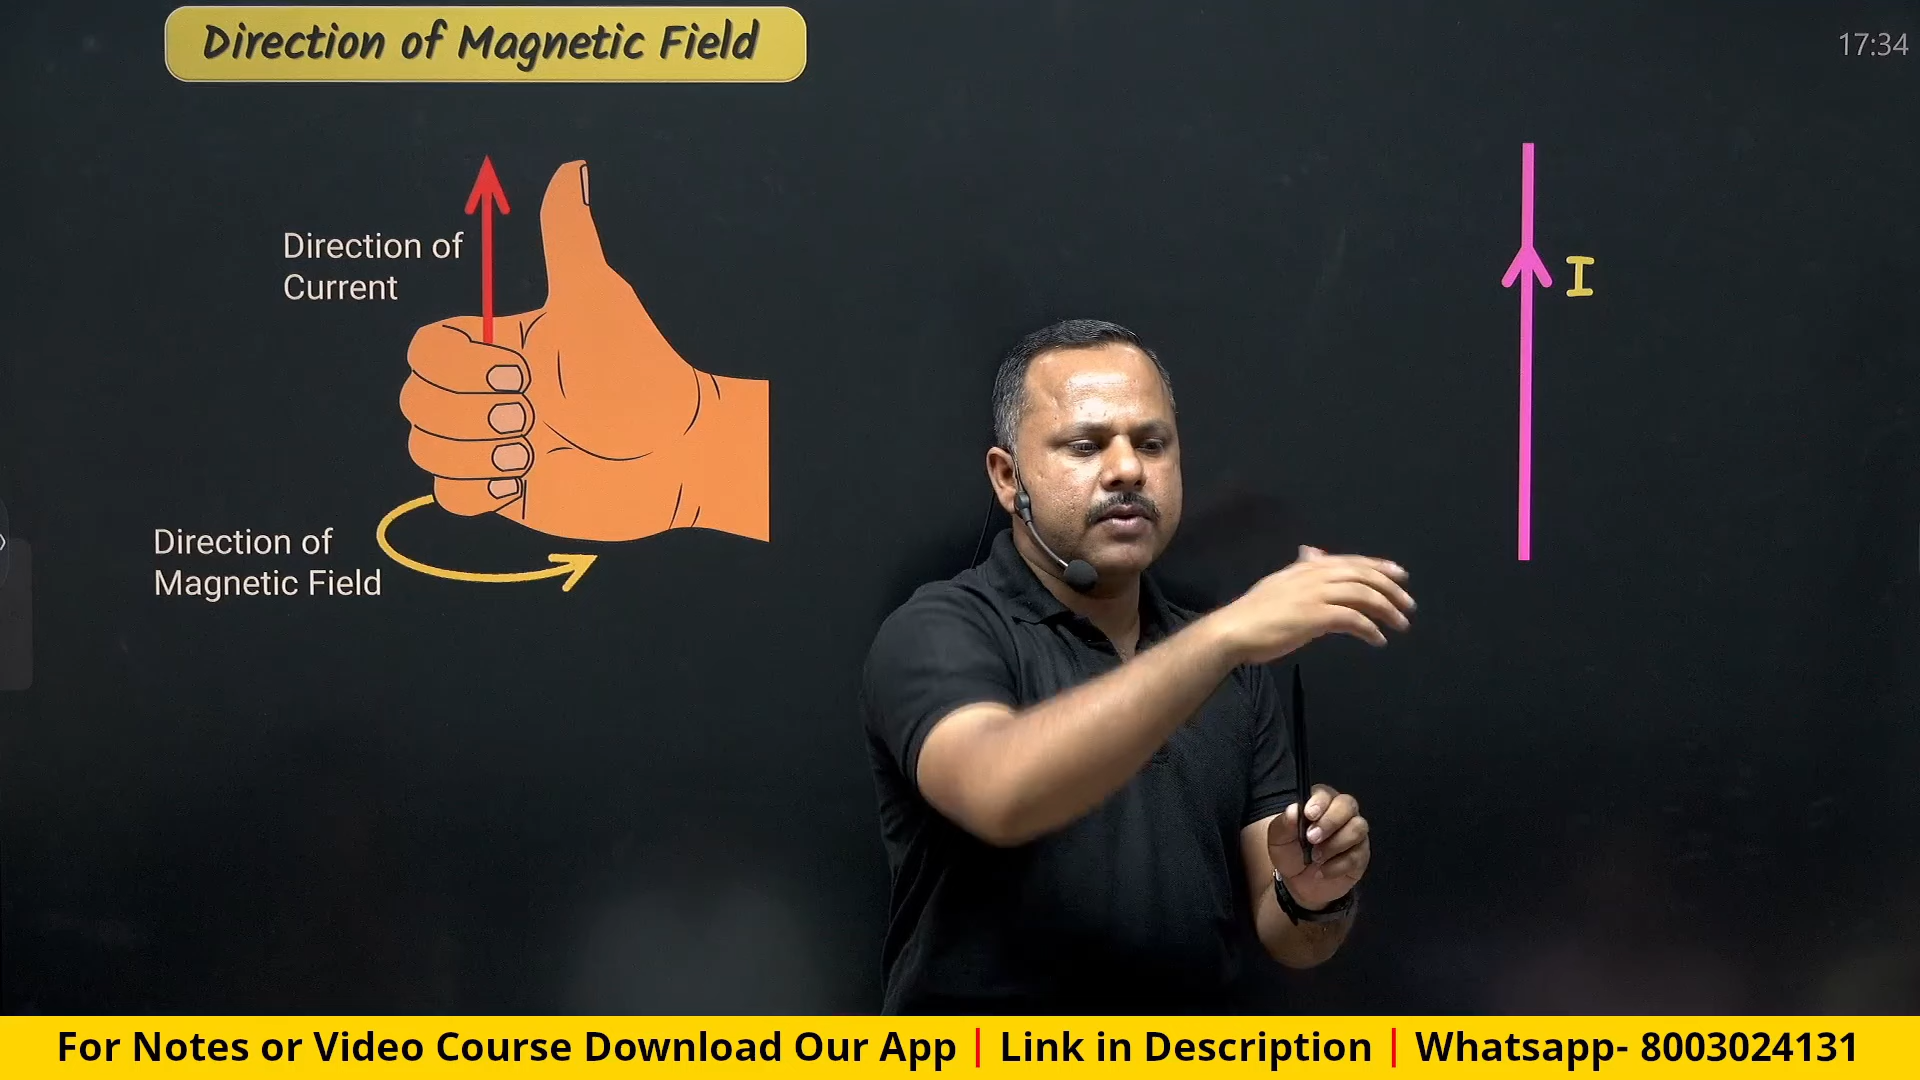 Direction of Magnetic Field
17:34
Direction of
Current
I
Direction of
Magnetic Field
For Notes or Video Course Download Our App | Link in Description | Whatsapp- 8003024131